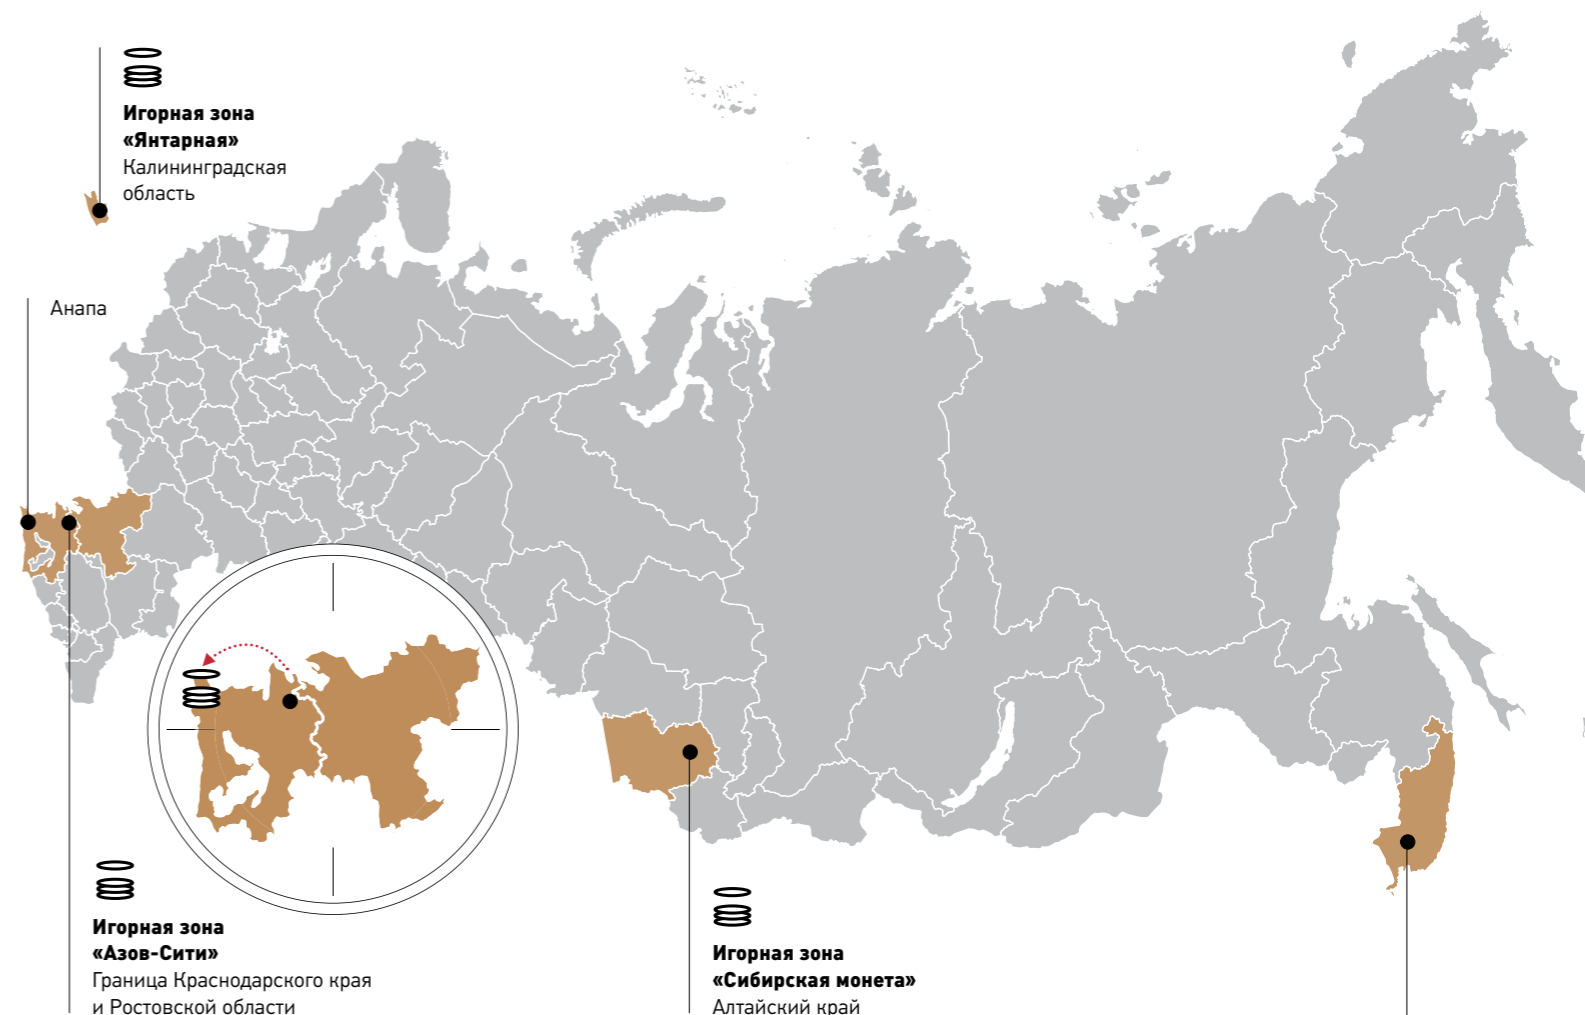 Игорная зона
«Янтарная»
Калининградская
область
Анапа
Игорная зона
«Азов-Сити»
Граница Краснодарского края
и Ростовской области
Игорная зона
«Сибирская монета»
Алтайский край